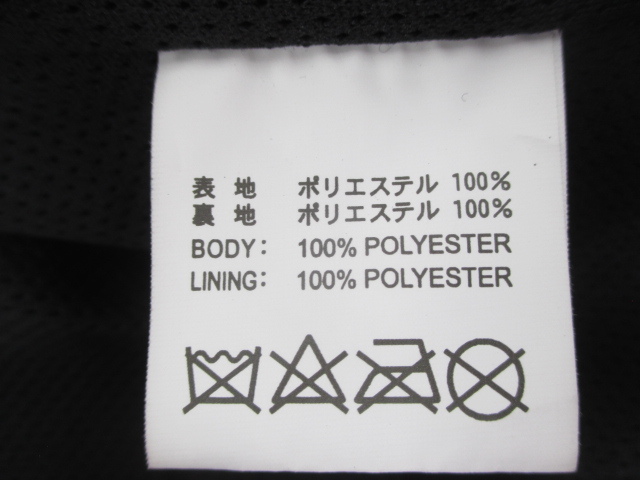 表 地 ポリエステル 100%
裏 地 ポリエステル 100%
BODY: 100% POLYESTER
LINING: 100% POLYESTER